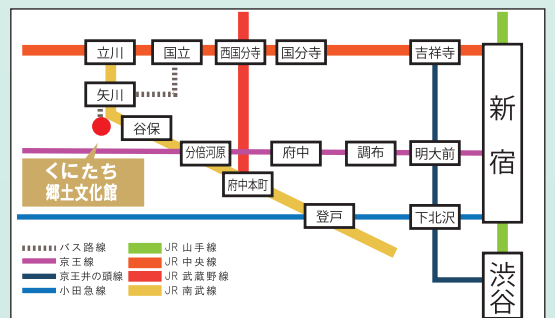 立川
国立
西国分寺
国分寺
吉祥寺
新宿
矢川
谷保
分倍河原
府中
調布
明大前
くにたち
郷土文化館
府中本町
登戸
下北沢
渋谷
バス路線
京王線
京王井の頭線
小田急線
JR 山手線
JR 中央線
JR 武蔵野線
JR 南武線